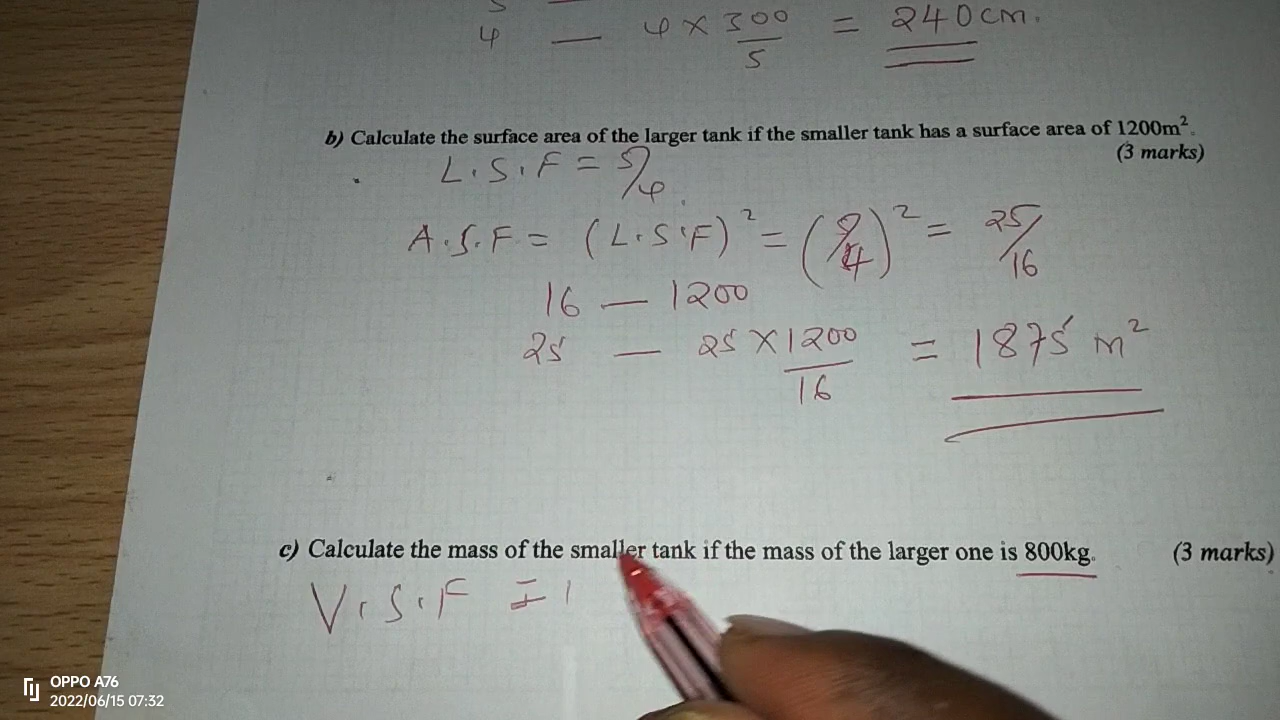 4 — 4 × 300/5 = 240cm.
b) Calculate the surface area of the larger tank if the smaller tank has a surface area of 1200m².
(3 marks)
L.S.F = 5/4.
A.S.F = (L.S.F)² = (5/4)² = 25/16
16 — 1200
25 — 25 × 1200/16 = 1875 m²
c) Calculate the mass of the smaller tank if the mass of the larger one is 800kg. (3 marks)
V.S.F =
OPPO A76
2022/06/15 07:32